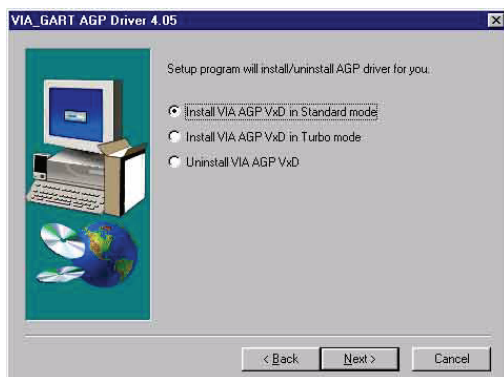 VIA_GART AGP Driver 4.05
Setup program will install/uninstall AGP driver for you.
Install VIA AGP VxD in Standard mode
Install VIA AGP VxD in Turbo mode
Uninstall VIA AGP VxD
< Back
Next >
Cancel